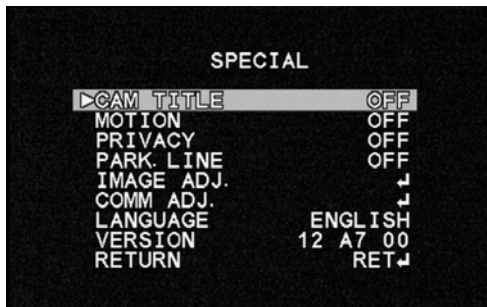 SPECIAL
CAM TITLE OFF
MOTION OFF
PRIVACY OFF
PARK. LINE OFF
IMAGE ADJ. ↲
COMM ADJ. ↲
LANGUAGE ENGLISH
VERSION 12 A7 00
RETURN RET↲